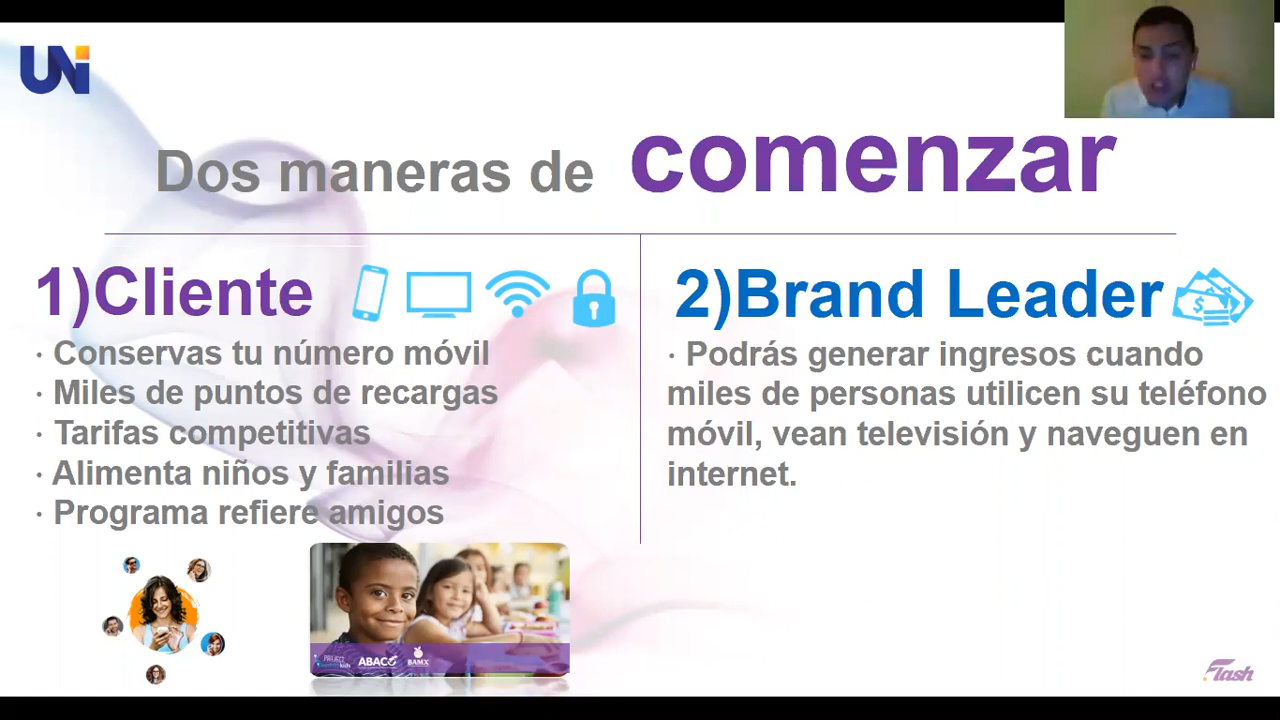 UNi
Dos maneras de comenzar
1)Cliente
· Conservas tu número móvil
· Miles de puntos de recargas
· Tarifas competitivas
· Alimenta niños y familias
· Programa refiere amigos
ABACO
BAMX
2)Brand Leader
· Podrás generar ingresos cuando
miles de personas utilicen su teléfono
móvil, vean televisión y naveguen en
internet.
Flash